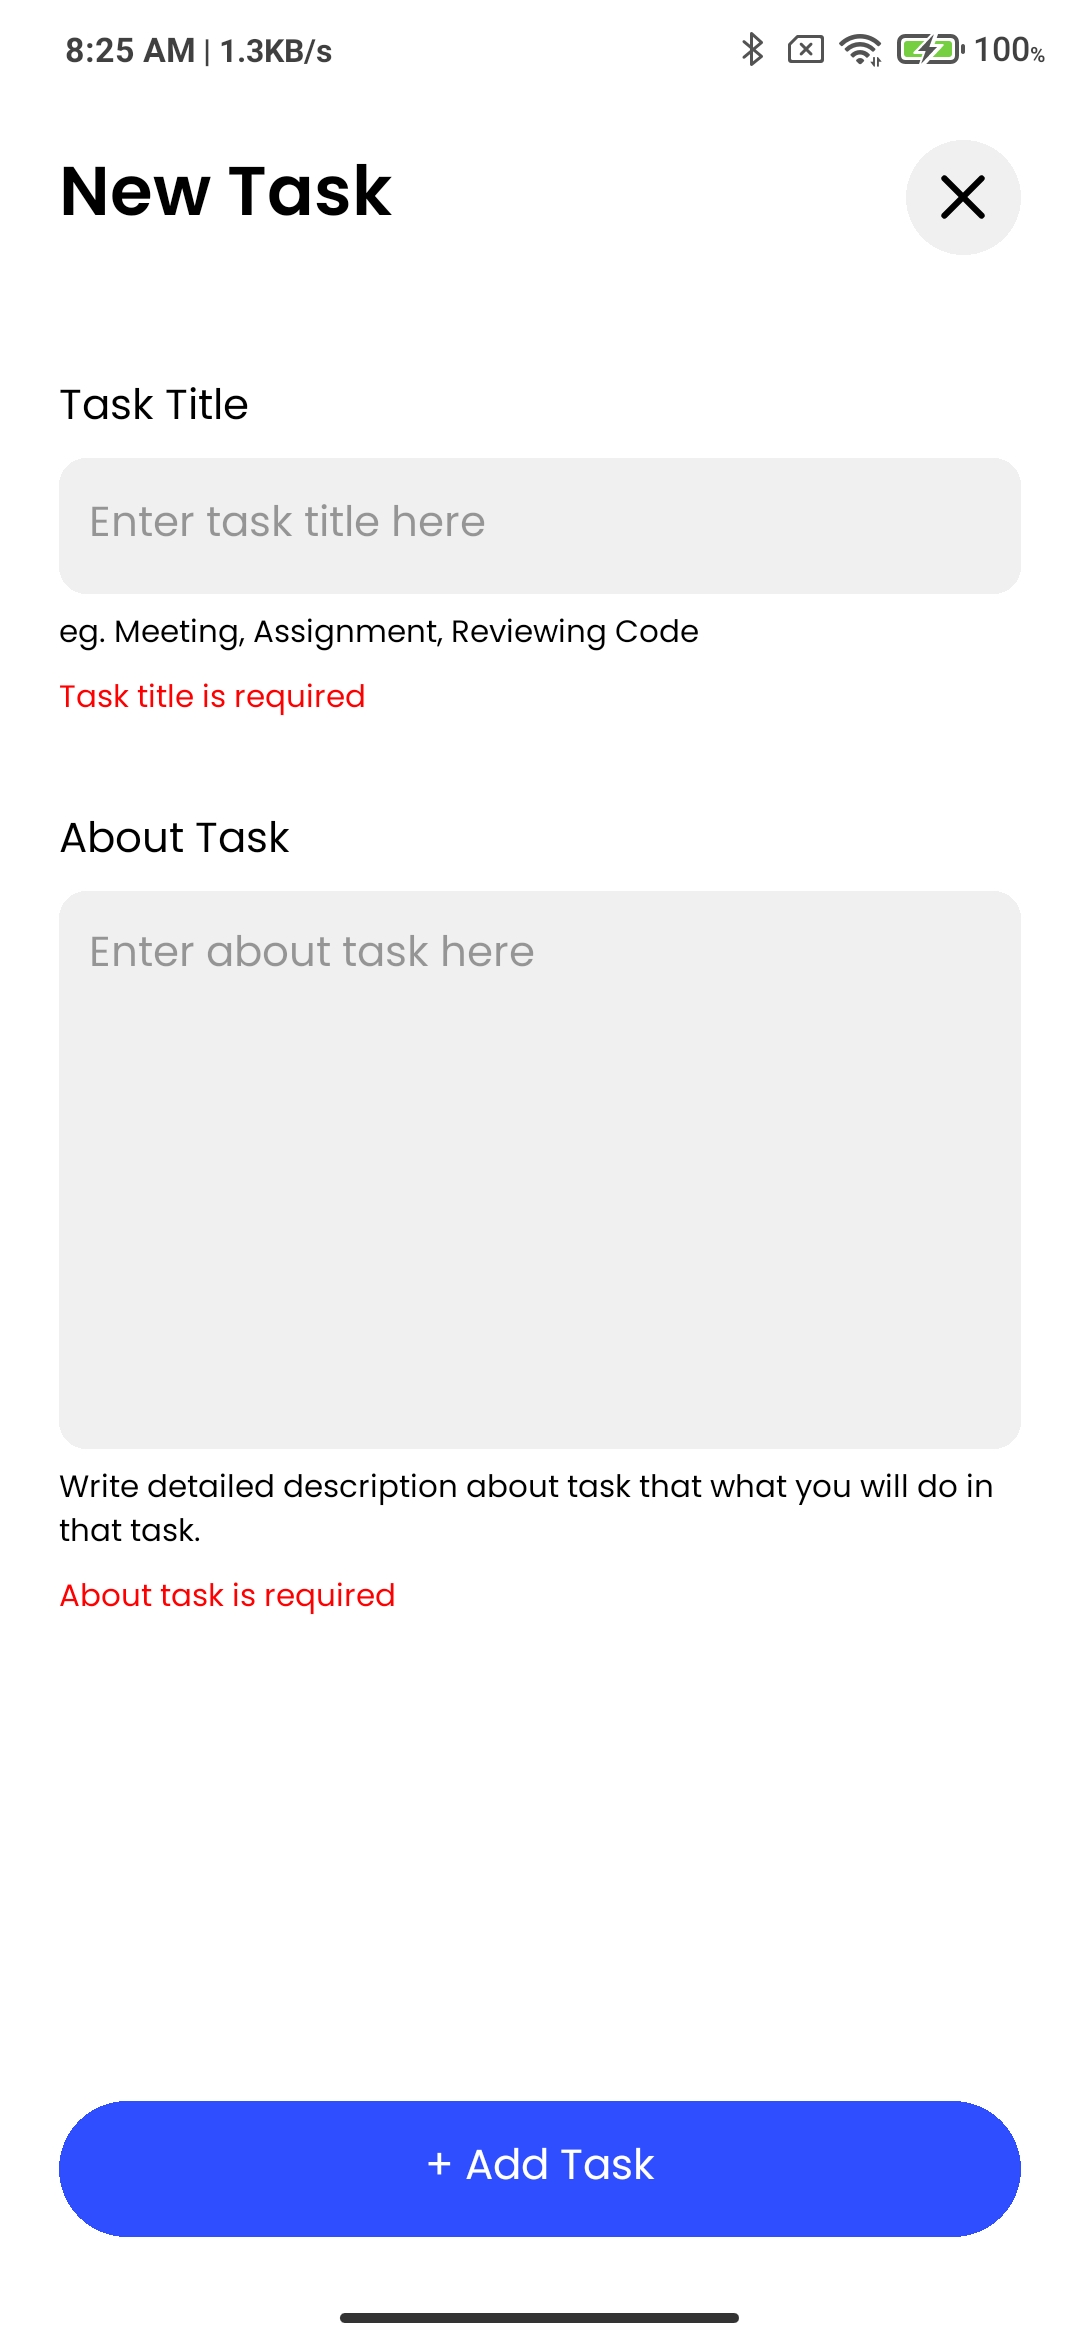 8:25 AM | 1.3KB/s 100%
New Task
Task Title
Enter task title here
eg. Meeting, Assignment, Reviewing Code
Task title is required
About Task
Enter about task here
Write detailed description about task that what you will do in
that task.
About task is required
+ Add Task